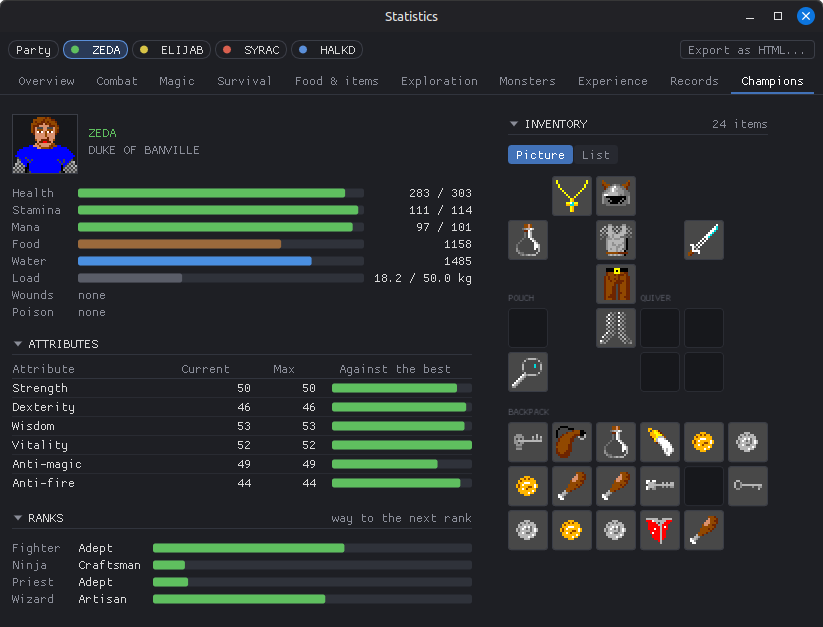 Statistics
Party ZEDA ELIJAB SYRAC HALKD Export as HTML...
Overview Combat Magic Survival Food & items Exploration Monsters Experience Records Champions
ZEDA
DUKE OF BANVILLE
Health 283 / 303
Stamina 111 / 114
Mana 97 / 101
Food 1158
Water 1485
Load 18.2 / 50.0 kg
Wounds none
Poison none
ATTRIBUTES
Attribute Current Max Against the best
Strength 50 50
Dexterity 46 46
Wisdom 53 53
Vitality 52 52
Anti-magic 49 49
Anti-fire 44 44
RANKS way to the next rank
Fighter Adept
Ninja Craftsman
Priest Adept
Wizard Artisan
INVENTORY 24 items
Picture List
POUCH QUIVER
BACKPACK